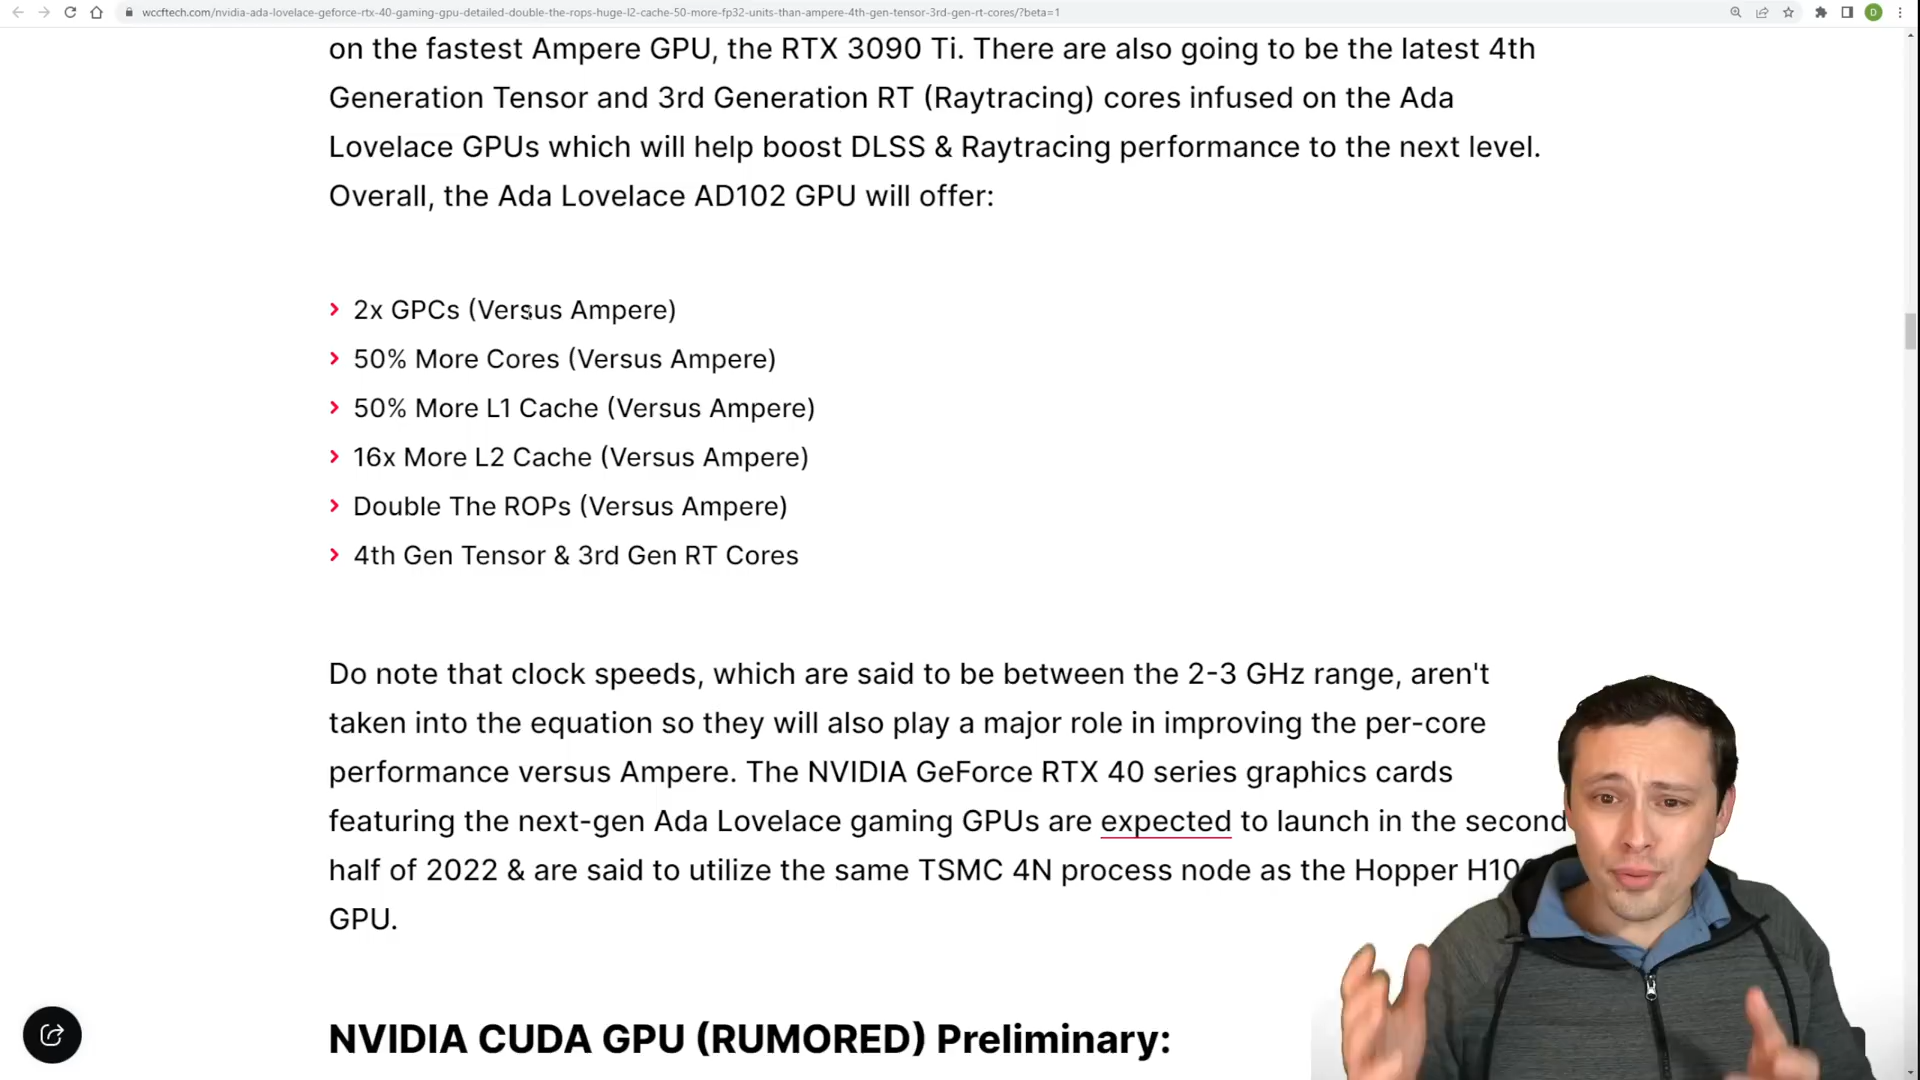 wccftech.com/nvidia-ada-lovelace-geforce-rtx-40-gaming-gpu-detailed-double-the-rops-huge-l2-cache-50-more-fp32-units-than-ampere-4th-gen-tensor-3rd-gen-rt-cores/?beta=1
D
on the fastest Ampere GPU, the RTX 3090 Ti. There are also going to be the latest 4th
Generation Tensor and 3rd Generation RT (Raytracing) cores infused on the Ada
Lovelace GPUs which will help boost DLSS & Raytracing performance to the next level.
Overall, the Ada Lovelace AD102 GPU will offer:
2x GPCs (Versus Ampere)
50% More Cores (Versus Ampere)
50% More L1 Cache (Versus Ampere)
16x More L2 Cache (Versus Ampere)
Double The ROPs (Versus Ampere)
4th Gen Tensor & 3rd Gen RT Cores
Do note that clock speeds, which are said to be between the 2-3 GHz range, aren't
taken into the equation so they will also play a major role in improving the per-core
performance versus Ampere. The NVIDIA GeForce RTX 40 series graphics cards
featuring the next-gen Ada Lovelace gaming GPUs are expected to launch in the second
half of 2022 & are said to utilize the same TSMC 4N process node as the Hopper
GPU.
NVIDIA CUDA GPU (RUMORED) Preliminary: